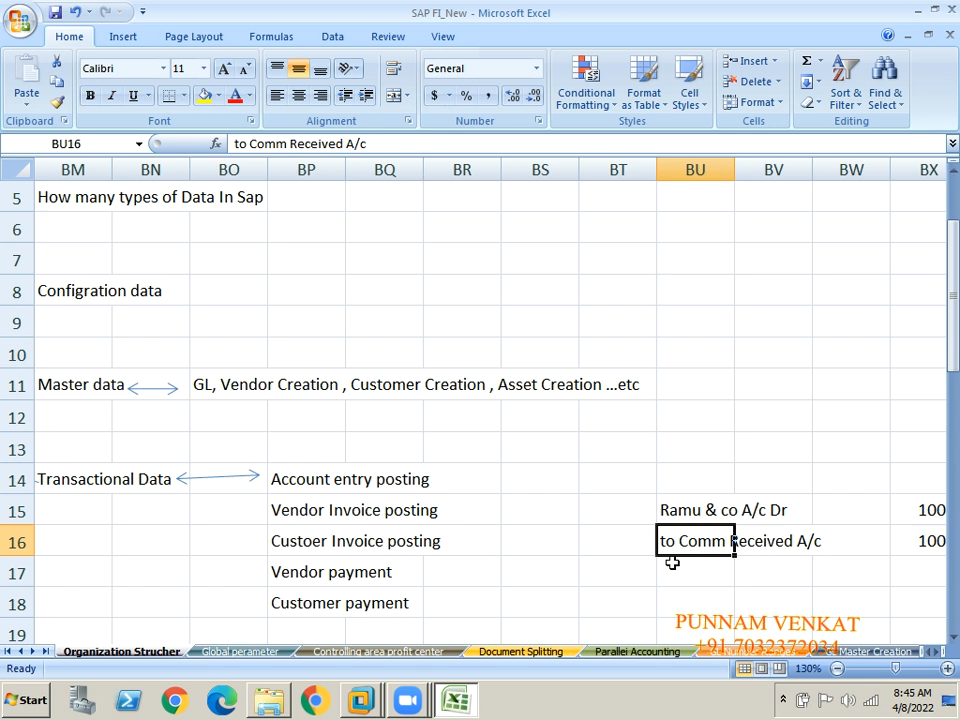 SAP FI_New - Microsoft Excel
Home Insert Page Layout Formulas Data Review View
Calibri 11 General Insert
Paste B I U $ % , Conditional Formatting Format as Table Cell Styles Delete Format Sort & Filter Find & Select
Clipboard Font Alignment Number Styles Cells Editing
BU16 fx to Comm Received A/c
BM BN BO BP BQ BR BS BT BU BV BW BX
5 How many types of Data In Sap
6
7
8 Configration data
9
10
11 Master data GL, Vendor Creation , Customer Creation , Asset Creation ...etc
12
13
14 Transactional Data Account entry posting
15 Vendor Invoice posting Ramu & co A/c Dr 100
16 Custoer Invoice posting to Comm Received A/c 100
17 Vendor payment
18 Customer payment
19
PUNNAM VENKAT
+91 7032372034
Organization Strucher Global perameter Controlling area profit center Document Splitting Parallei Accounting Master Creation
Ready 130%
Start 8:45 AM
4/8/2022